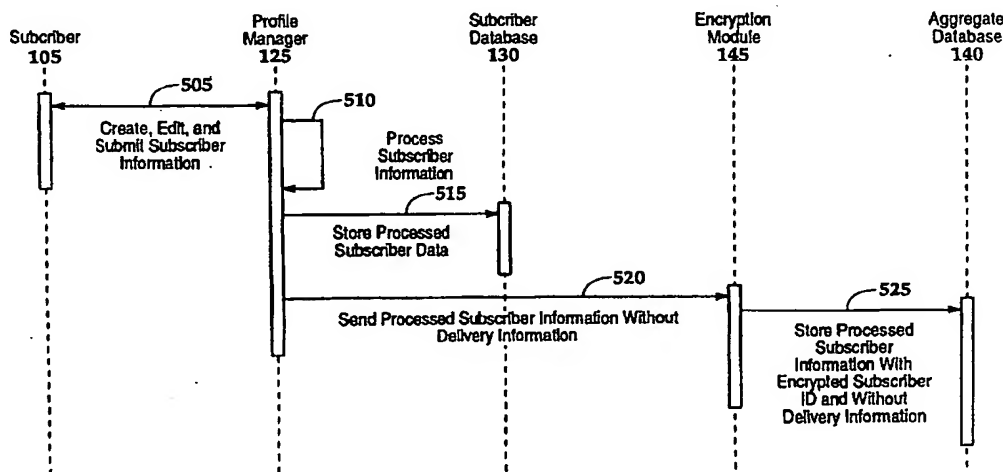 Subcriber
105
Profile
Manager
125
Subcriber
Database
130
Encryption
Module
145
Aggregate
Database
140
505
Create, Edit, and
Submit Subscriber
Information
510
Process
Subscriber
Information
515
Store Processed
Subscriber Data
520
Send Processed Subscriber Information Without
Delivery Information
525
Store Processed
Subscriber
Information With
Encrypted Subscriber
ID and Without
Delivery Information